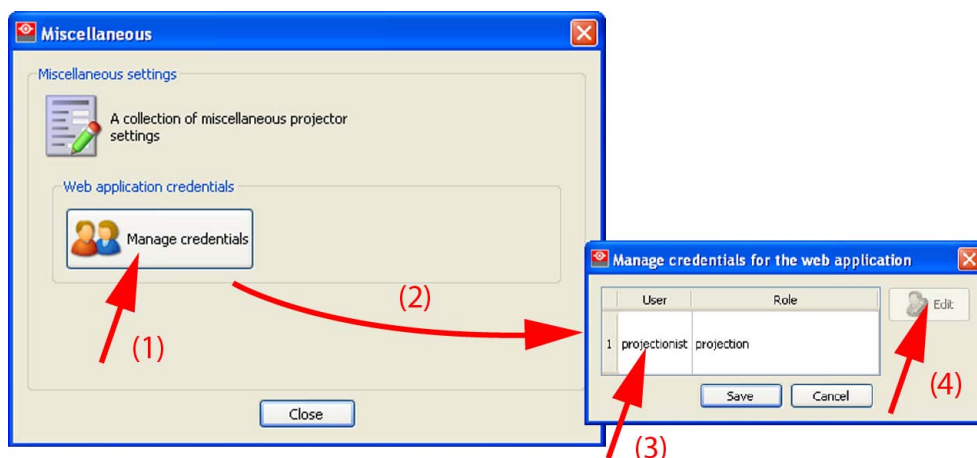 Miscellaneous
Miscellaneous settings
A collection of miscellaneous projector
settings
Web application credentials
Manage credentials
(1)
(2)
Close
Manage credentials for the web application
User Role
1 projectionist projection
Edit
Save Cancel
(3)
(4)